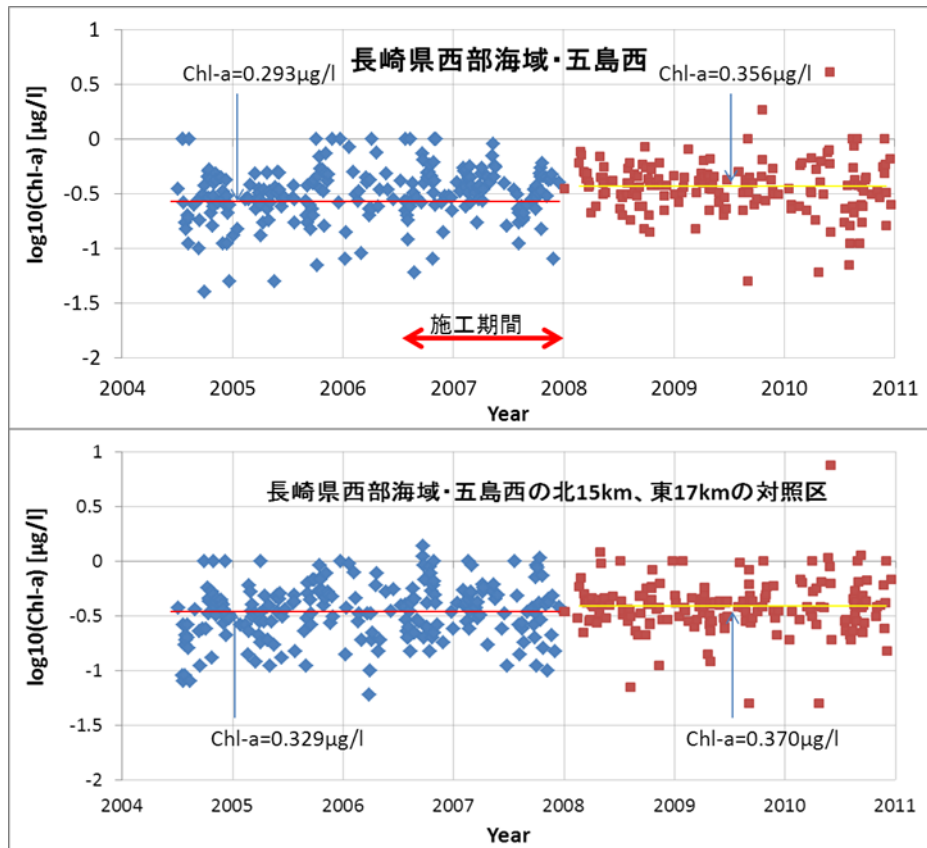 長崎県西部海域・五島西
Chl-a=0.293µg/l
Chl-a=0.356µg/l
log10(Chl-a) [µg/l]
1
0.5
0
-0.5
-1
-1.5
-2
施工期間
2004 2005 2006 2007 2008 2009 2010 2011
Year
長崎県西部海域・五島西の北15km、東17kmの対照区
log10(Chl-a) [µg/l]
1
0.5
0
-0.5
-1
-1.5
-2
Chl-a=0.329µg/l
Chl-a=0.370µg/l
2004 2005 2006 2007 2008 2009 2010 2011
Year